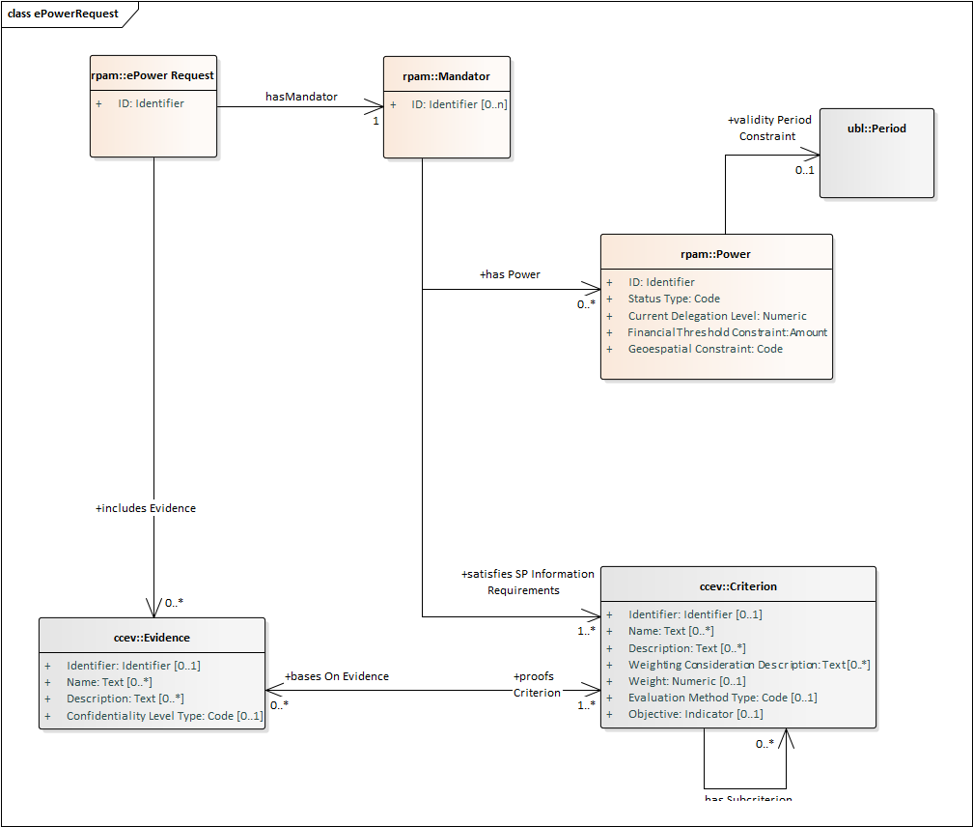 class ePowerRequest
rpam::ePower Request
+ ID: Identifier
hasMandator
1
rpam::Mandator
+ ID: Identifier [0..n]
+validity Period
Constraint
0..1
ubl::Period
+has Power
0..*
rpam::Power
+ ID: Identifier
+ Status Type: Code
+ Current Delegation Level: Numeric
+ Financial Threshold Constraint:Amount
+ Geoespatial Constraint: Code
+includes Evidence
0..*
+satisfies SP Information
Requirements
1..*
ccev::Evidence
+ Identifier: Identifier [0..1]
+ Name: Text [0..*]
+ Description: Text [0..*]
+ Confidentiality Level Type: Code [0..1]
+bases On Evidence
0..*
+proofs
Criterion
1..*
ccev::Criterion
+ Identifier: Identifier [0..1]
+ Name: Text [0..*]
+ Description: Text [0..*]
+ Weighting Consideration Description: Text[0..*]
+ Weight: Numeric [0..1]
+ Evaluation Method Type: Code [0..1]
+ Objective: Indicator [0..1]
0..*
has Subcriterion